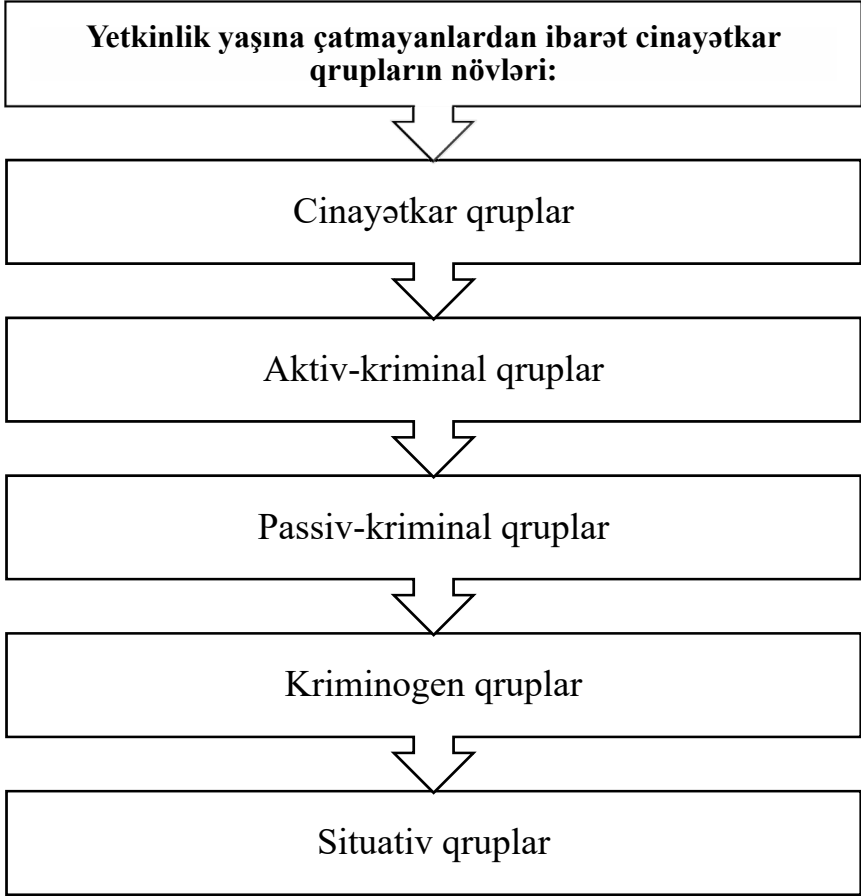 Yetkinlik yaşına çatmayanlardan ibarət cinayətkar
qrupların növləri:
Cinayətkar qruplar
Aktiv-kriminal qruplar
Passiv-kriminal qruplar
Kriminogen qruplar
Situativ qruplar